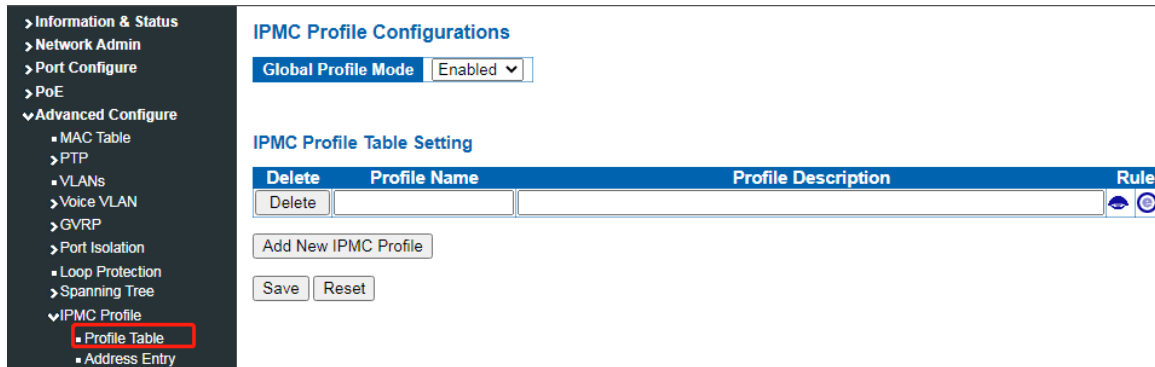 Information & Status
Network Admin
Port Configure
PoE
Advanced Configure
MAC Table
PTP
VLANs
Voice VLAN
GVRP
Port Isolation
Loop Protection
Spanning Tree
IPMC Profile
Profile Table
Address Entry
IPMC Profile Configurations
Global Profile Mode Enabled
IPMC Profile Table Setting
Delete Profile Name Profile Description Rule
Delete
Add New IPMC Profile
Save Reset